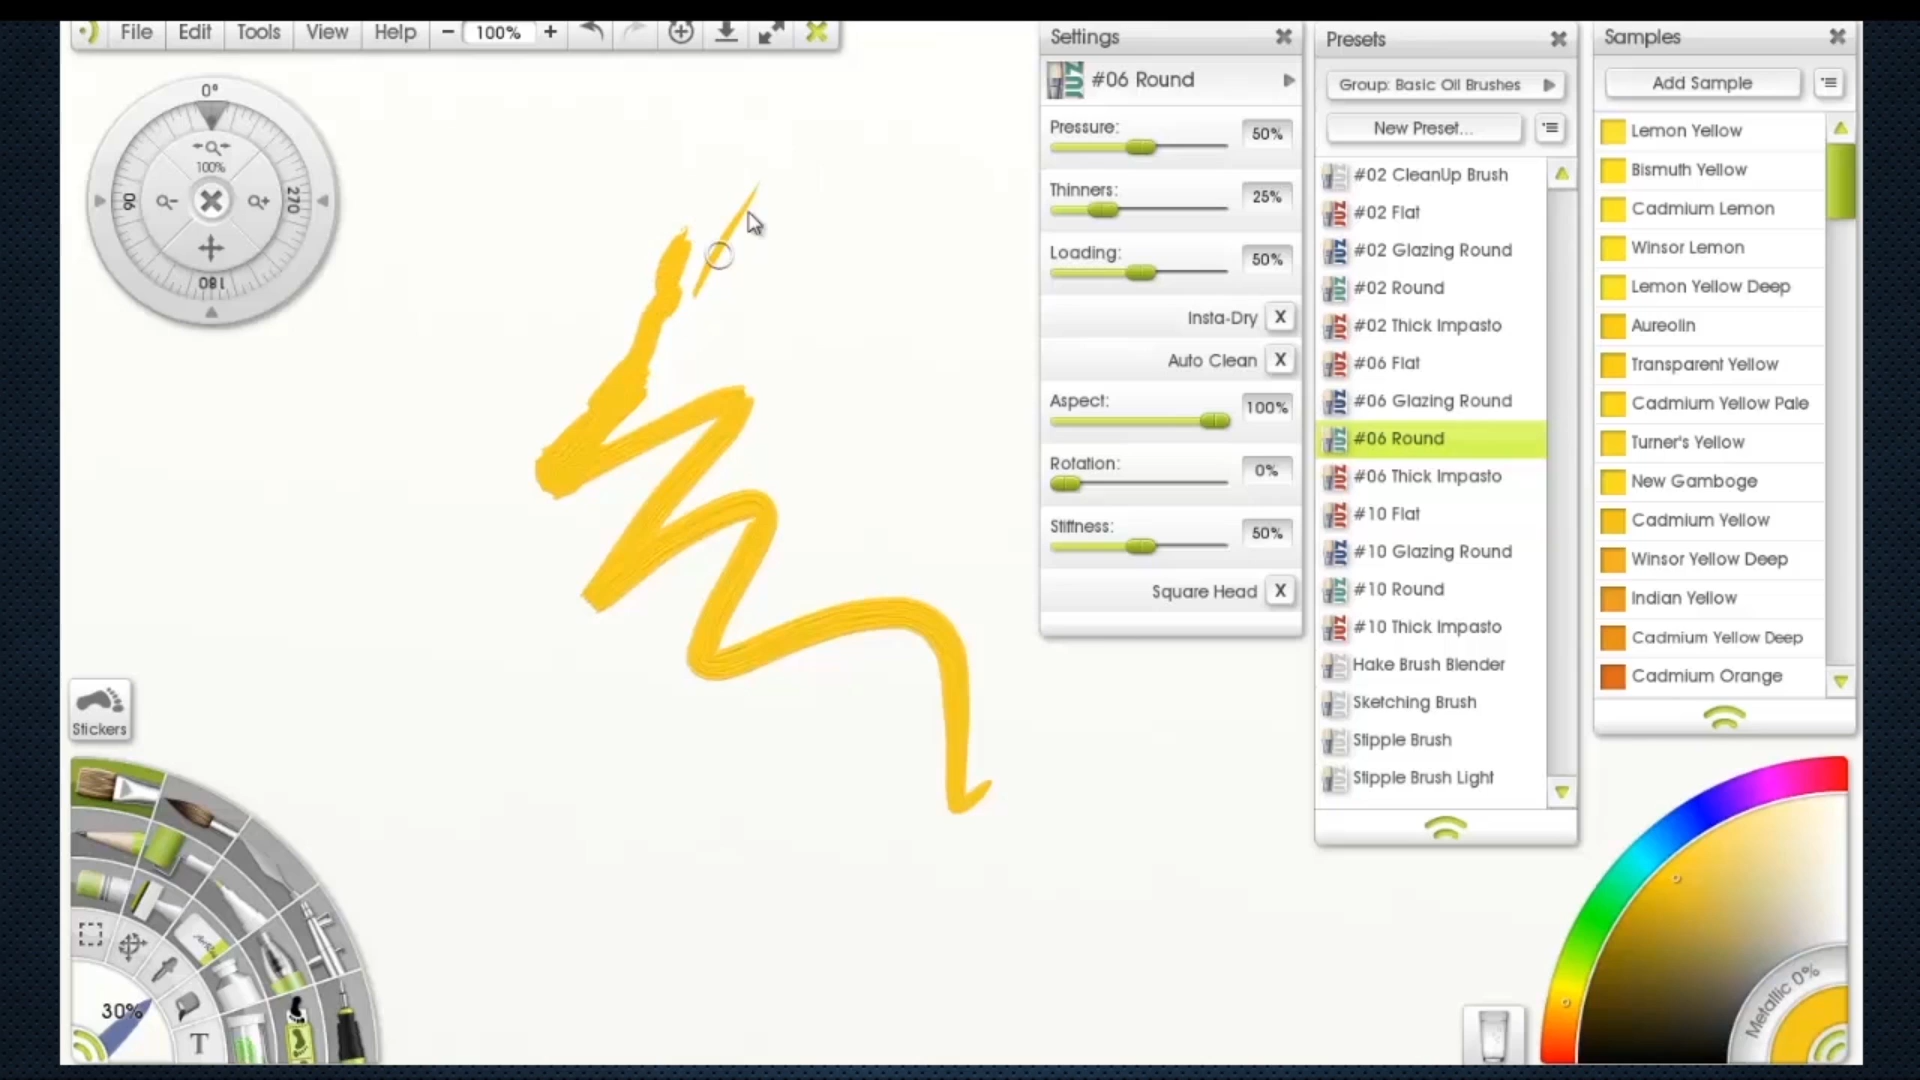 File Edit Tools View Help − 100% +
0°
100%
90
270
180
Stickers
30%
T
Settings
#06 Round
Pressure: 50%
Thinners: 25%
Loading: 50%
Insta-Dry X
Auto Clean X
Aspect: 100%
Rotation: 0%
Stiffness: 50%
Square Head X
Presets
Group: Basic Oil Brushes
New Preset...
#02 CleanUp Brush
#02 Flat
#02 Glazing Round
#02 Round
#02 Thick Impasto
#06 Flat
#06 Glazing Round
#06 Round
#06 Thick Impasto
#10 Flat
#10 Glazing Round
#10 Round
#10 Thick Impasto
Hake Brush Blender
Sketching Brush
Stipple Brush
Stipple Brush Light
Samples
Add Sample
Lemon Yellow
Bismuth Yellow
Cadmium Lemon
Winsor Lemon
Lemon Yellow Deep
Aureolin
Transparent Yellow
Cadmium Yellow Pale
Turner's Yellow
New Gamboge
Cadmium Yellow
Winsor Yellow Deep
Indian Yellow
Cadmium Yellow Deep
Cadmium Orange
Metallic 0%